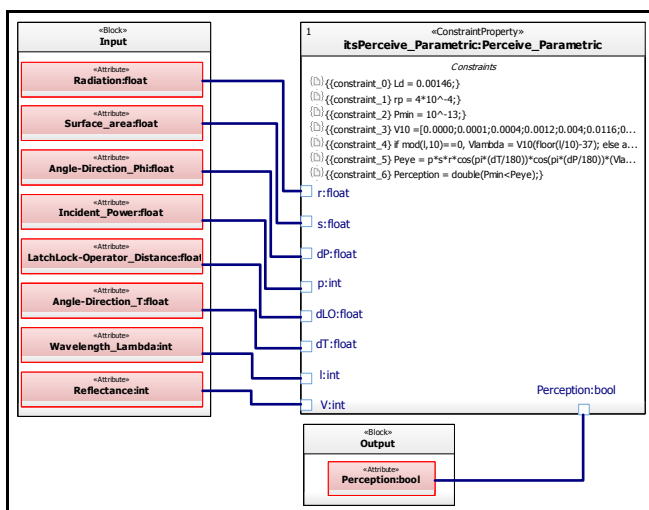 «Block»
Input
«Attribute»
Radiation:float
«Attribute»
Surface_area:float
«Attribute»
Angle-Direction_Phi:float
«Attribute»
Incident_Power:float
«Attribute»
LatchLock-Operator_Distance:float
«Attribute»
Angle-Direction_T:float
«Attribute»
Wavelength_Lambda:int
«Attribute»
Reflectance:int
1
«ConstraintProperty»
itsPerceive_Parametric:Perceive_Parametric
Constraints
{{constraint_0} Ld = 0.00146;}
{{constraint_1} rp = 4*10^-4;}
{{constraint_2} Pmin = 10^-13;}
{{constraint_3} V10 =[0.0000;0.0001;0.0004;0.0012;0.004;0.0116;0...
{{constraint_4} if mod(l,10)==0, Vlambda = V10(floor(l/10)-37); else a...
{{constraint_5} Peye = p*s*r*cos(pi*(dT/180))*cos(pi*(dP/180))*(Vla...
{{constraint_6} Perception = double(Pmin<Peye);}
r:float
s:float
dP:float
p:int
dLO:float
dT:float
l:int
V:int
Perception:bool
«Block»
Output
«Attribute»
Perception:bool